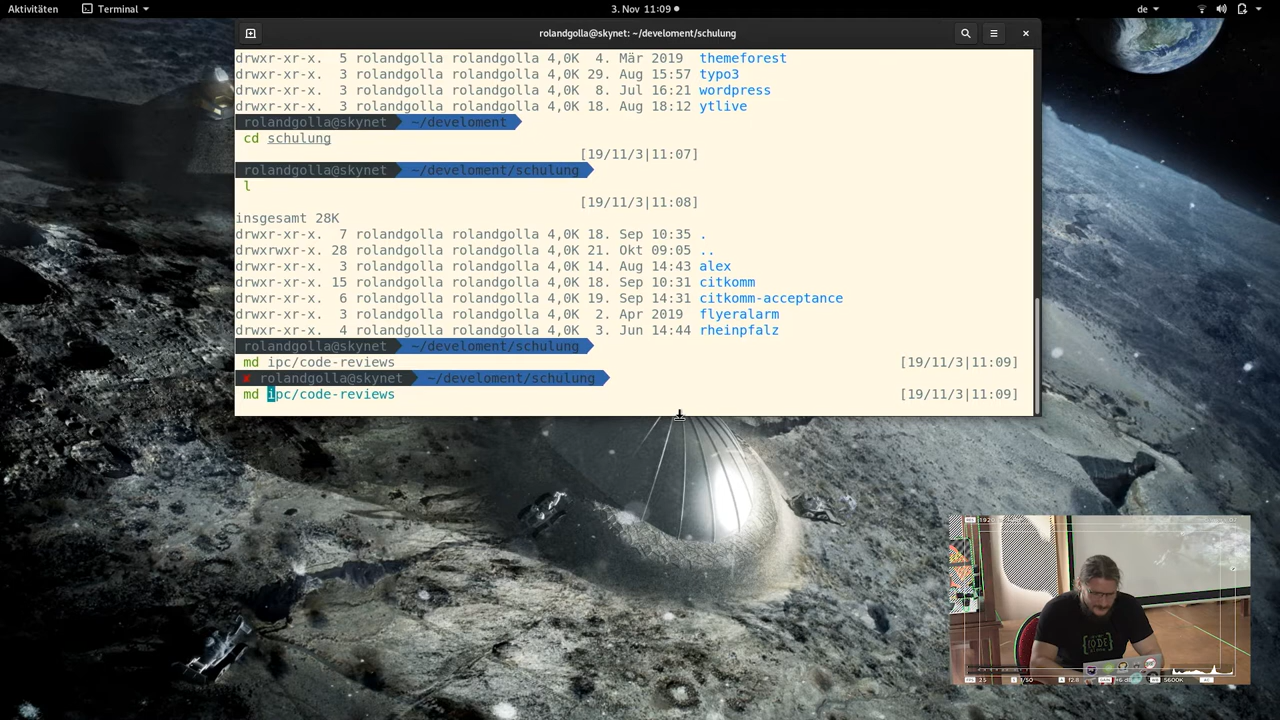 Aktivitäten Terminal 3. Nov 11:09 de
rolandgolla@skynet: ~/develoment/schulung
drwxr-xr-x. 5 rolandgolla rolandgolla 4,0K 4. Mär 2019 themeforest
drwxr-xr-x. 3 rolandgolla rolandgolla 4,0K 29. Aug 15:57 typo3
drwxr-xr-x. 3 rolandgolla rolandgolla 4,0K 8. Jul 16:21 wordpress
drwxr-xr-x. 3 rolandgolla rolandgolla 4,0K 18. Aug 18:12 ytlive
rolandgolla@skynet ~/develoment
cd schulung
[19/11/3|11:07]
rolandgolla@skynet ~/develoment/schulung
l
[19/11/3|11:08]
insgesamt 28K
drwxr-xr-x. 7 rolandgolla rolandgolla 4,0K 18. Sep 10:35 .
drwxrwxr-x. 28 rolandgolla rolandgolla 4,0K 21. Okt 09:05 ..
drwxr-xr-x. 3 rolandgolla rolandgolla 4,0K 14. Aug 14:43 alex
drwxr-xr-x. 15 rolandgolla rolandgolla 4,0K 18. Sep 10:31 citkomm
drwxr-xr-x. 6 rolandgolla rolandgolla 4,0K 19. Sep 14:31 citkomm-acceptance
drwxr-xr-x. 3 rolandgolla rolandgolla 4,0K 2. Apr 2019 flyeralarm
drwxr-xr-x. 4 rolandgolla rolandgolla 4,0K 3. Jun 14:44 rheinpfalz
rolandgolla@skynet ~/develoment/schulung
md ipc/code-reviews [19/11/3|11:09]
✘ rolandgolla@skynet ~/develoment/schulung
md ipc/code-reviews [19/11/3|11:09]
{CODE}
25 1/50 f2.8 5600K